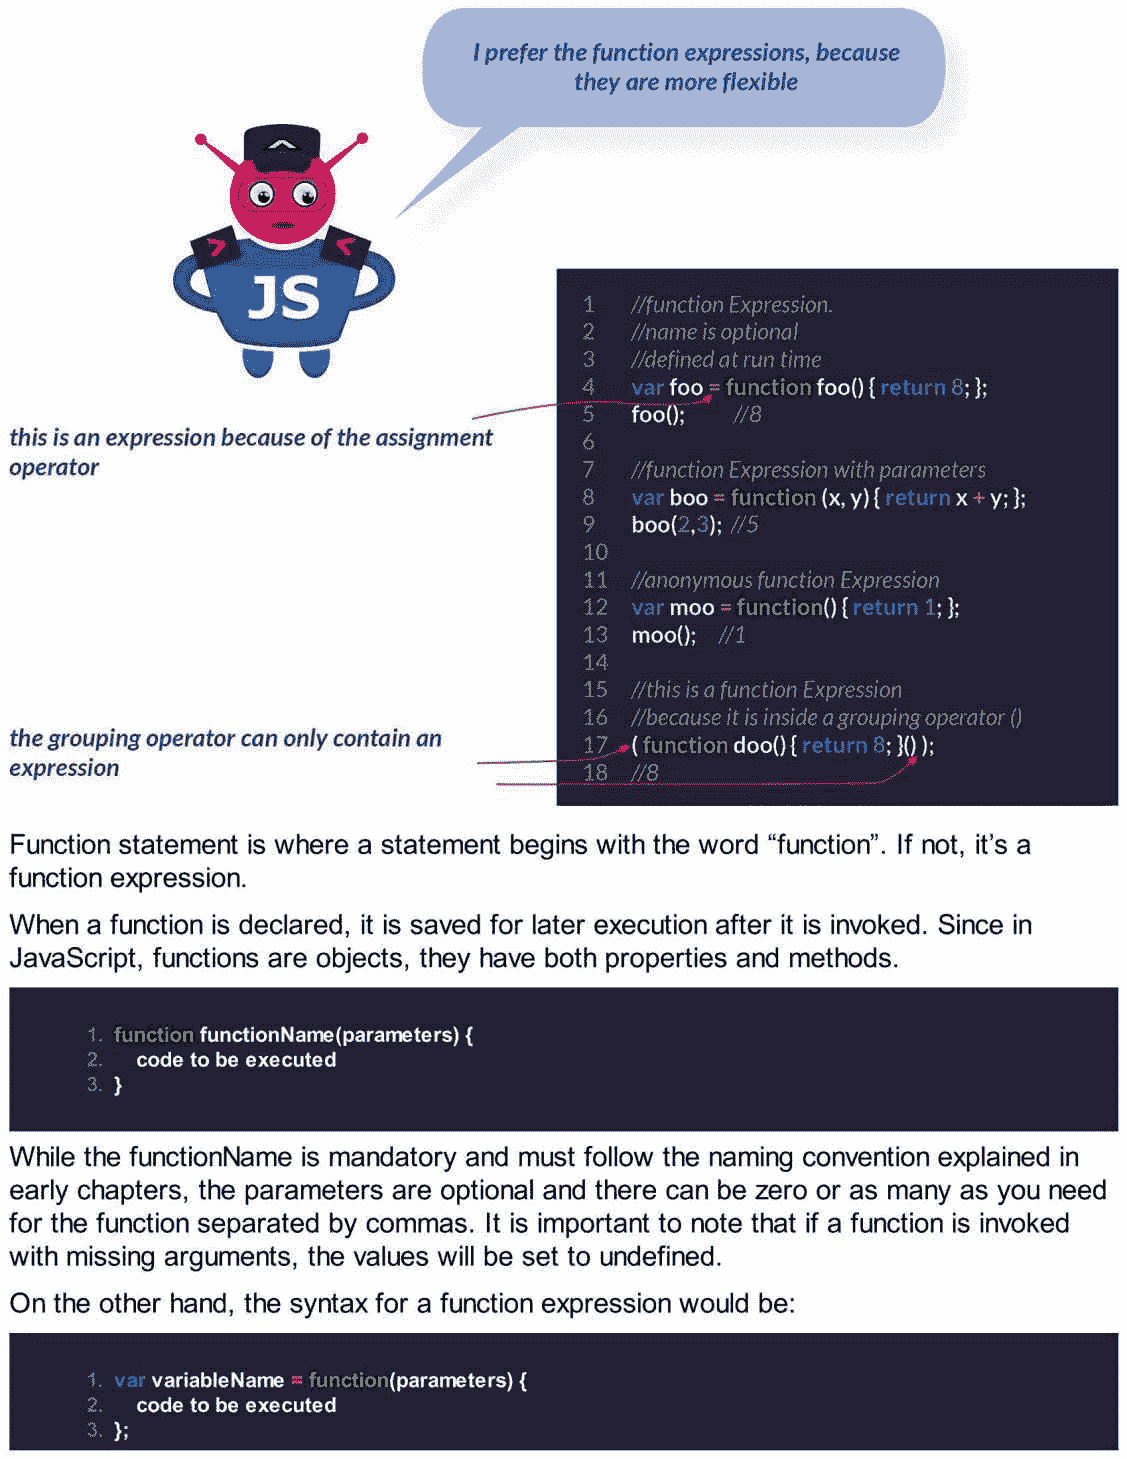 I prefer the function expressions, because
they are more flexible
JS
this is an expression because of the assignment
operator
1 //function Expression.
2 //name is optional
3 //defined at run time
4 var foo = function foo() { return 8; };
5 foo(); //8
6
7 //function Expression with parameters
8 var boo = function (x, y) { return x + y; };
9 boo(2,3); //5
10
11 //anonymous function Expression
12 var moo = function() { return 1; };
13 moo(); //1
14
15 //this is a function Expression
16 //because it is inside a grouping operator ()
17 ( function doo() { return 8; }() );
18 //8
the grouping operator can only contain an
expression
Function statement is where a statement begins with the word “function”. If not, it’s a
function expression.
When a function is declared, it is saved for later execution after it is invoked. Since in
JavaScript, functions are objects, they have both properties and methods.
1. function functionName(parameters) {
2. code to be executed
3. }
While the functionName is mandatory and must follow the naming convention explained in
early chapters, the parameters are optional and there can be zero or as many as you need
for the function separated by commas. It is important to note that if a function is invoked
with missing arguments, the values will be set to undefined.
On the other hand, the syntax for a function expression would be:
1. var variableName = function(parameters) {
2. code to be executed
3. };